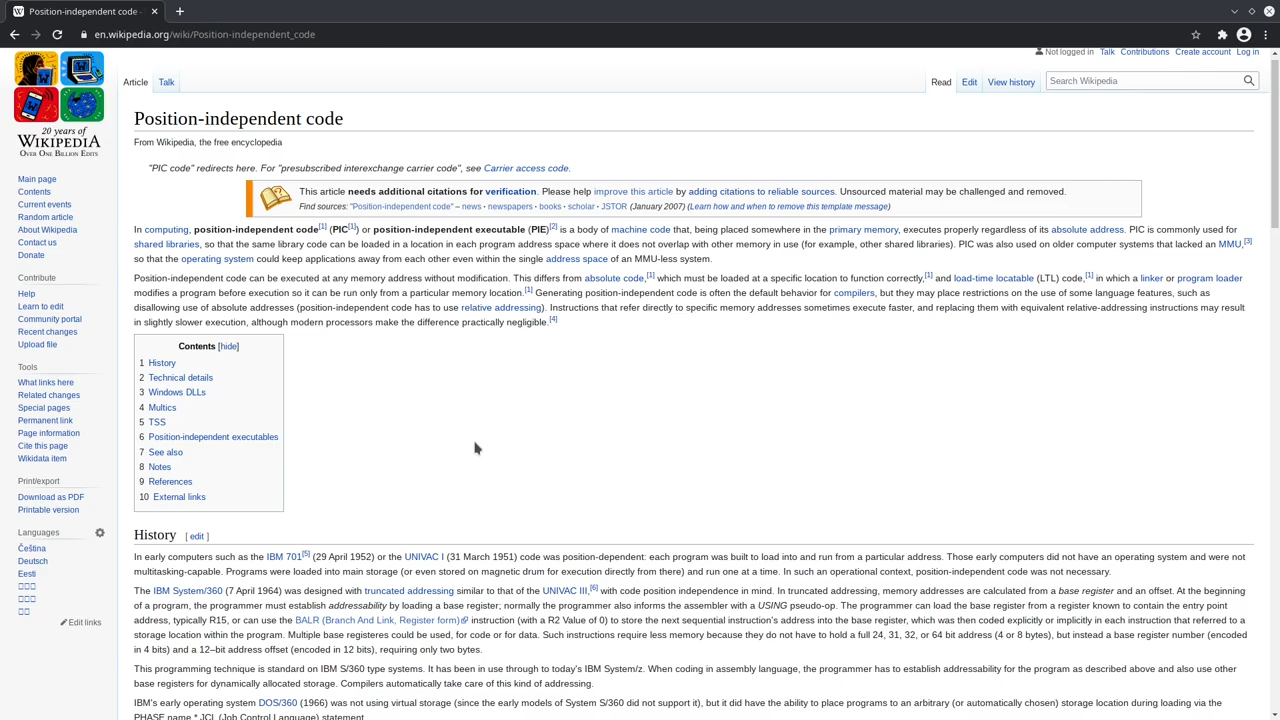 Position-independent code -
en.wikipedia.org/wiki/Position-independent_code
Not logged in Talk Contributions Create account Log in
Article Talk Read Edit View history Search Wikipedia
20 years of
WIKIPEDIA
Over One Billion Edits
Main page
Contents
Current events
Random article
About Wikipedia
Contact us
Donate
Contribute
Help
Learn to edit
Community portal
Recent changes
Upload file
Tools
What links here
Related changes
Special pages
Permanent link
Page information
Cite this page
Wikidata item
Print/export
Download as PDF
Printable version
Languages
Čeština
Deutsch
Eesti
Edit links
Position-independent code
From Wikipedia, the free encyclopedia
"PIC code" redirects here. For "presubscribed interexchange carrier code", see Carrier access code.
This article needs additional citations for verification. Please help improve this article by adding citations to reliable sources. Unsourced material may be challenged and removed.
Find sources: "Position-independent code" – news · newspapers · books · scholar · JSTOR (January 2007) (Learn how and when to remove this template message)
In computing, position-independent code[1] (PIC[1]) or position-independent executable (PIE)[2] is a body of machine code that, being placed somewhere in the primary memory, executes properly regardless of its absolute address. PIC is commonly used for
shared libraries, so that the same library code can be loaded in a location in each program address space where it does not overlap with other memory in use (for example, other shared libraries). PIC was also used on older computer systems that lacked an MMU,[3]
so that the operating system could keep applications away from each other even within the single address space of an MMU-less system.
Position-independent code can be executed at any memory address without modification. This differs from absolute code,[1] which must be loaded at a specific location to function correctly,[1] and load-time locatable (LTL) code,[1] in which a linker or program loader
modifies a program before execution so it can be run only from a particular memory location.[1] Generating position-independent code is often the default behavior for compilers, but they may place restrictions on the use of some language features, such as
disallowing use of absolute addresses (position-independent code has to use relative addressing). Instructions that refer directly to specific memory addresses sometimes execute faster, and replacing them with equivalent relative-addressing instructions may result
in slightly slower execution, although modern processors make the difference practically negligible.[4]
Contents [hide]
1 History
2 Technical details
3 Windows DLLs
4 Multics
5 TSS
6 Position-independent executables
7 See also
8 Notes
9 References
10 External links
History [ edit ]
In early computers such as the IBM 701[5] (29 April 1952) or the UNIVAC I (31 March 1951) code was position-dependent: each program was built to load into and run from a particular address. Those early computers did not have an operating system and were not
multitasking-capable. Programs were loaded into main storage (or even stored on magnetic drum for execution directly from there) and run one at a time. In such an operational context, position-independent code was not necessary.
The IBM System/360 (7 April 1964) was designed with truncated addressing similar to that of the UNIVAC III,[6] with code position independence in mind. In truncated addressing, memory addresses are calculated from a base register and an offset. At the beginning
of a program, the programmer must establish addressability by loading a base register; normally the programmer also informs the assembler with a USING pseudo-op. The programmer can load the base register from a register known to contain the entry point
address, typically R15, or can use the BALR (Branch And Link, Register form) instruction (with a R2 Value of 0) to store the next sequential instruction's address into the base register, which was then coded explicitly or implicitly in each instruction that referred to a
storage location within the program. Multiple base registeres could be used, for code or for data. Such instructions require less memory because they do not have to hold a full 24, 31, 32, or 64 bit address (4 or 8 bytes), but instead a base register number (encoded
in 4 bits) and a 12–bit address offset (encoded in 12 bits), requiring only two bytes.
This programming technique is standard on IBM S/360 type systems. It has been in use through to today's IBM System/z. When coding in assembly language, the programmer has to establish addressability for the program as described above and also use other
base registers for dynamically allocated storage. Compilers automatically take care of this kind of addressing.
IBM's early operating system DOS/360 (1966) was not using virtual storage (since the early models of System S/360 did not support it), but it did have the ability to place programs to an arbitrary (or automatically chosen) storage location during loading via the
PHASE name,* JCL (Job Control Language) statement.